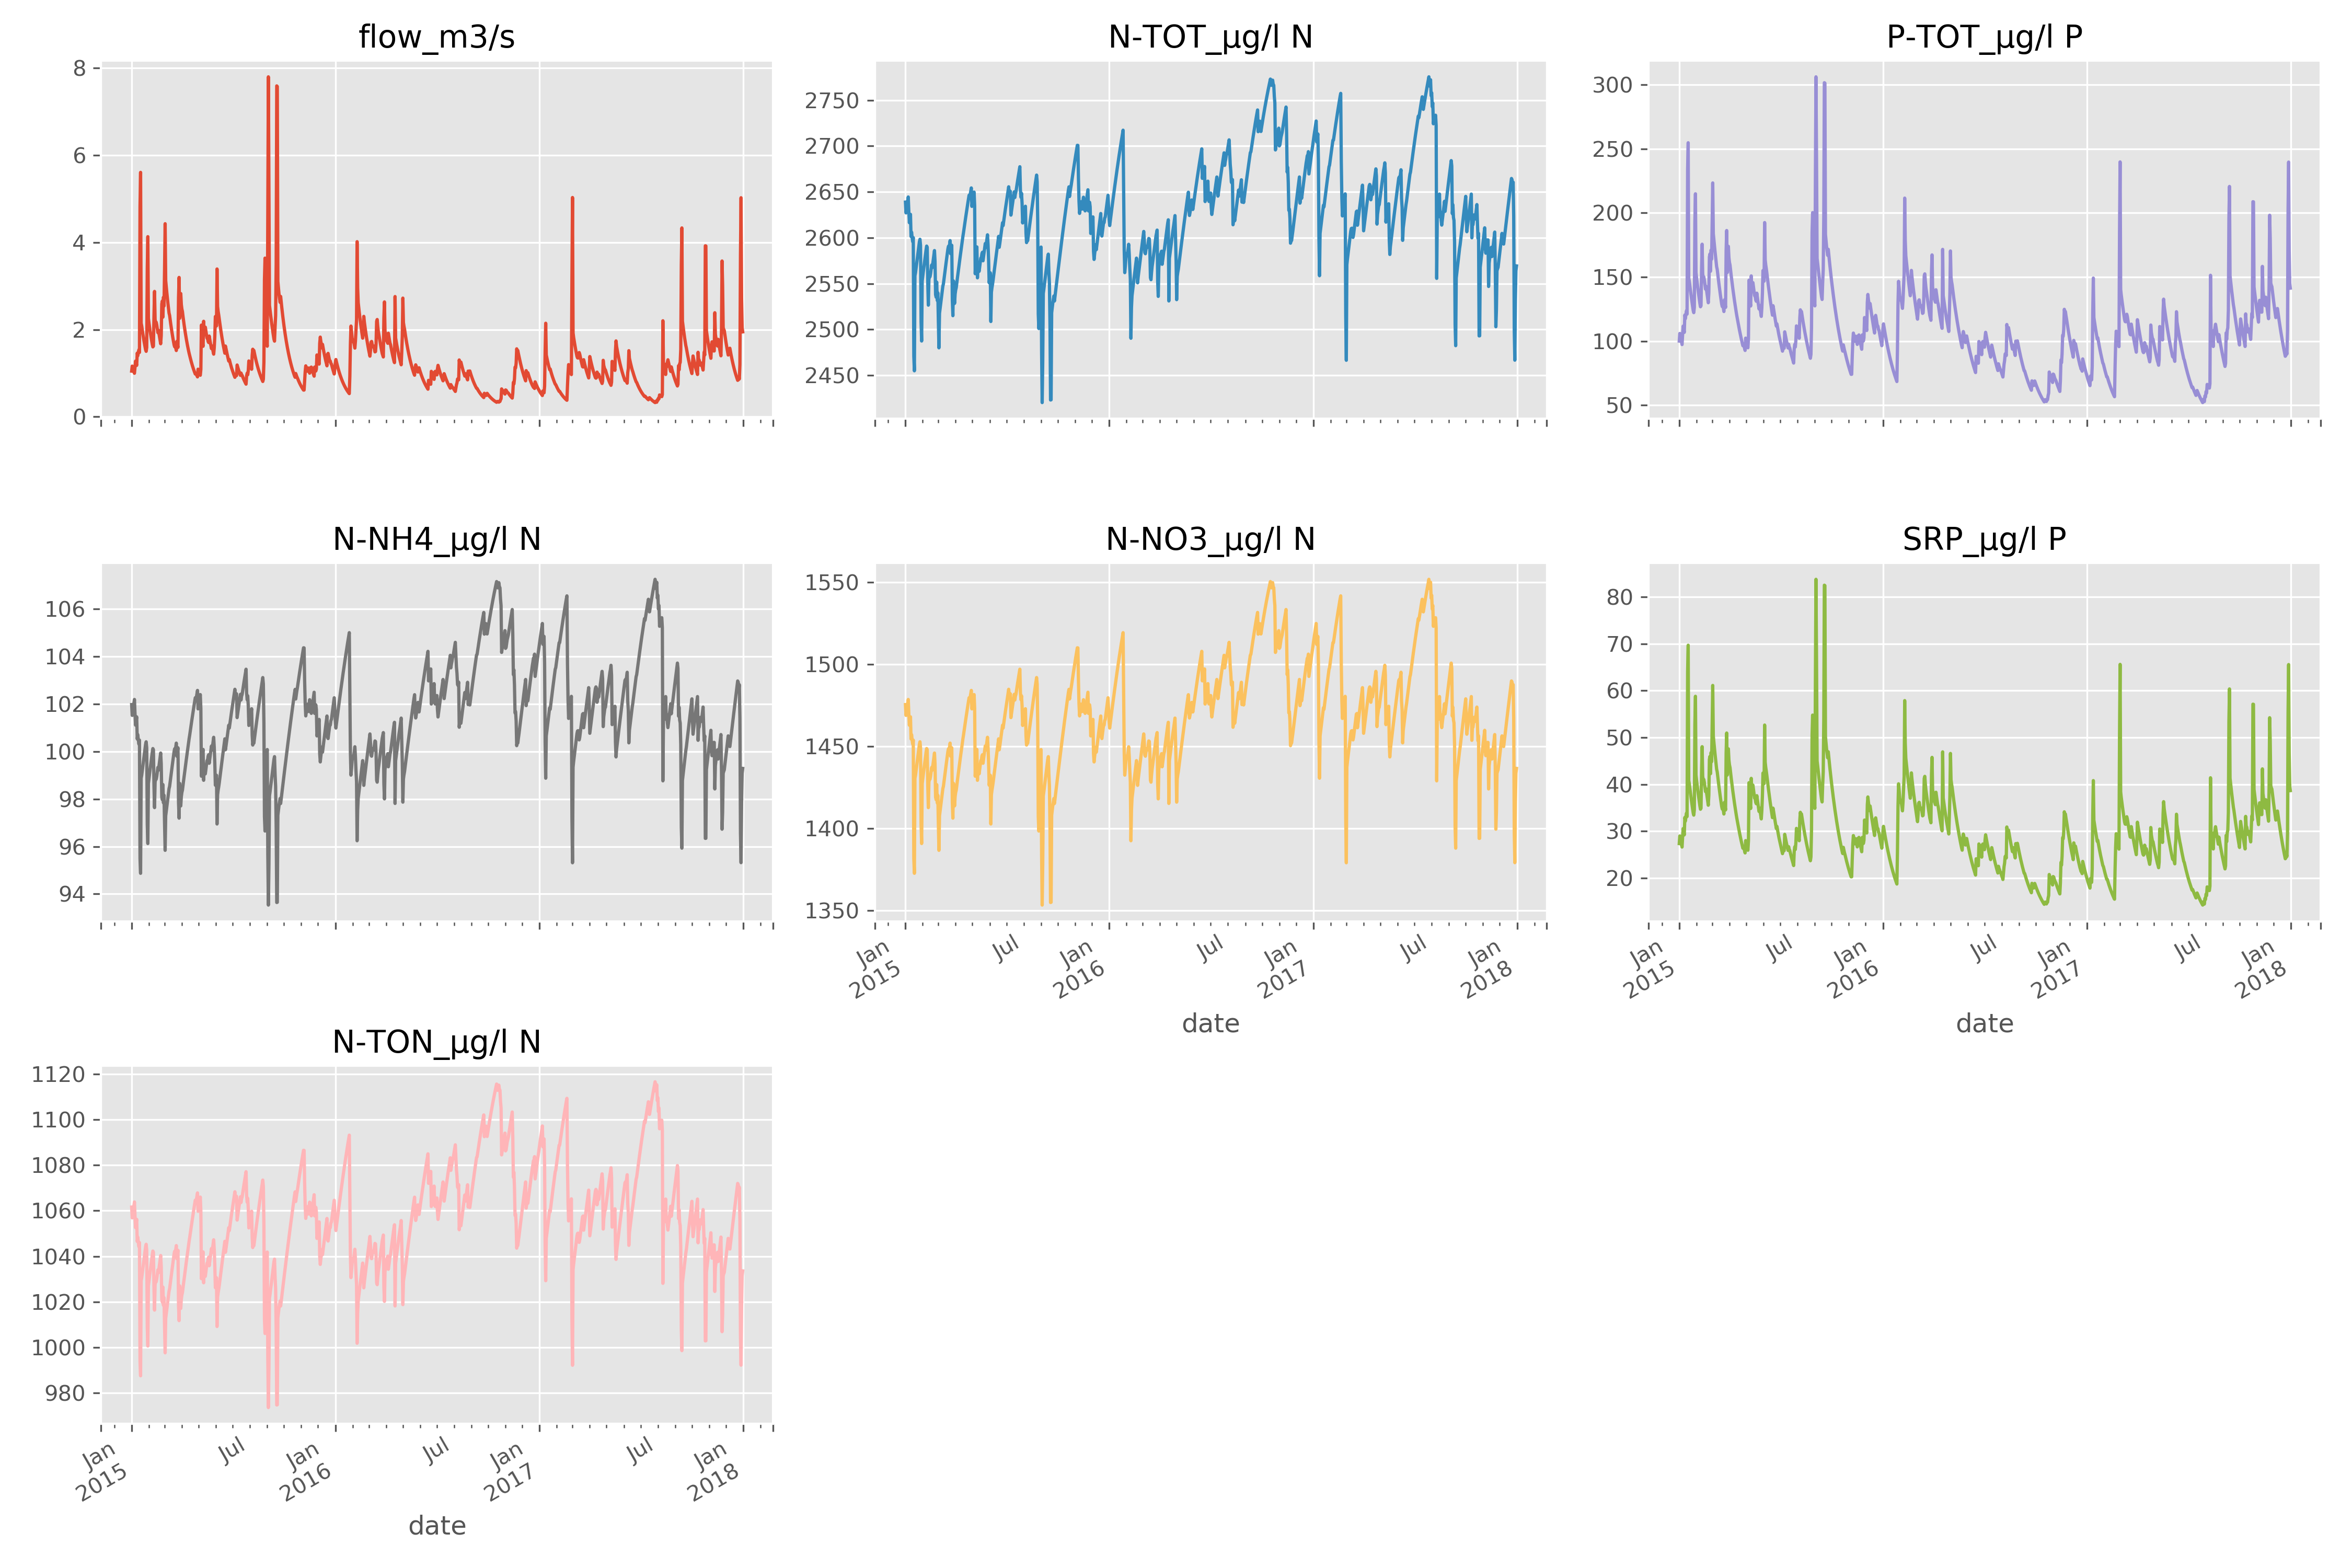 flow_m3/s
8
6
4
2
0
N-TOT_µg/l N
2750
2700
2650
2600
2550
2500
2450
P-TOT_µg/l P
300
250
200
150
100
50
N-NH4_µg/l N
106
104
102
100
98
96
94
N-NO3_µg/l N
1550
1500
1450
1400
1350
Jan
2015
Jul
Jan
2016
Jul
Jan
2017
Jul
Jan
2018
date
SRP_µg/l P
80
70
60
50
40
30
20
Jan
2015
Jul
Jan
2016
Jul
Jan
2017
Jul
Jan
2018
date
N-TON_µg/l N
1120
1100
1080
1060
1040
1020
1000
980
Jan
2015
Jul
Jan
2016
Jul
Jan
2017
Jul
Jan
2018
date